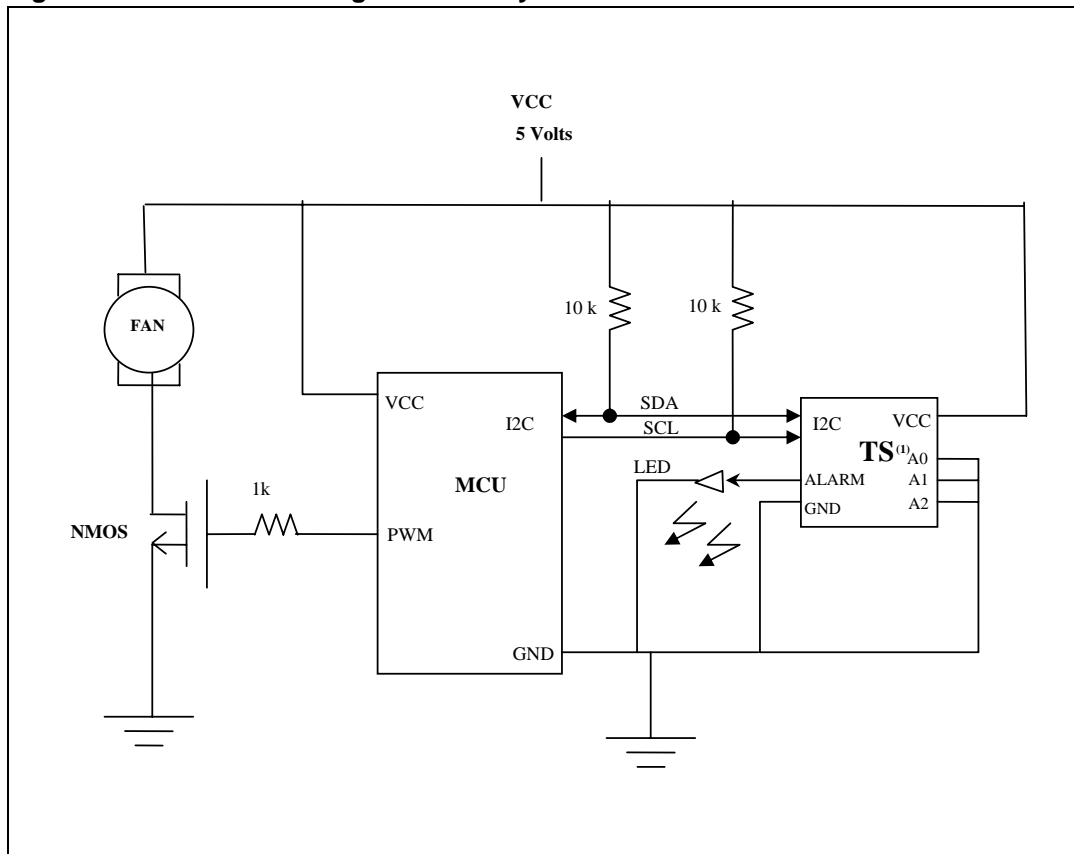 VCC
5 Volts
FAN
10 k
10 k
VCC
I2C
SDA
SCL
I2C
VCC
TS(1)
A0
LED
ALARM
A1
MCU
GND
A2
1k
NMOS
PWM
GND